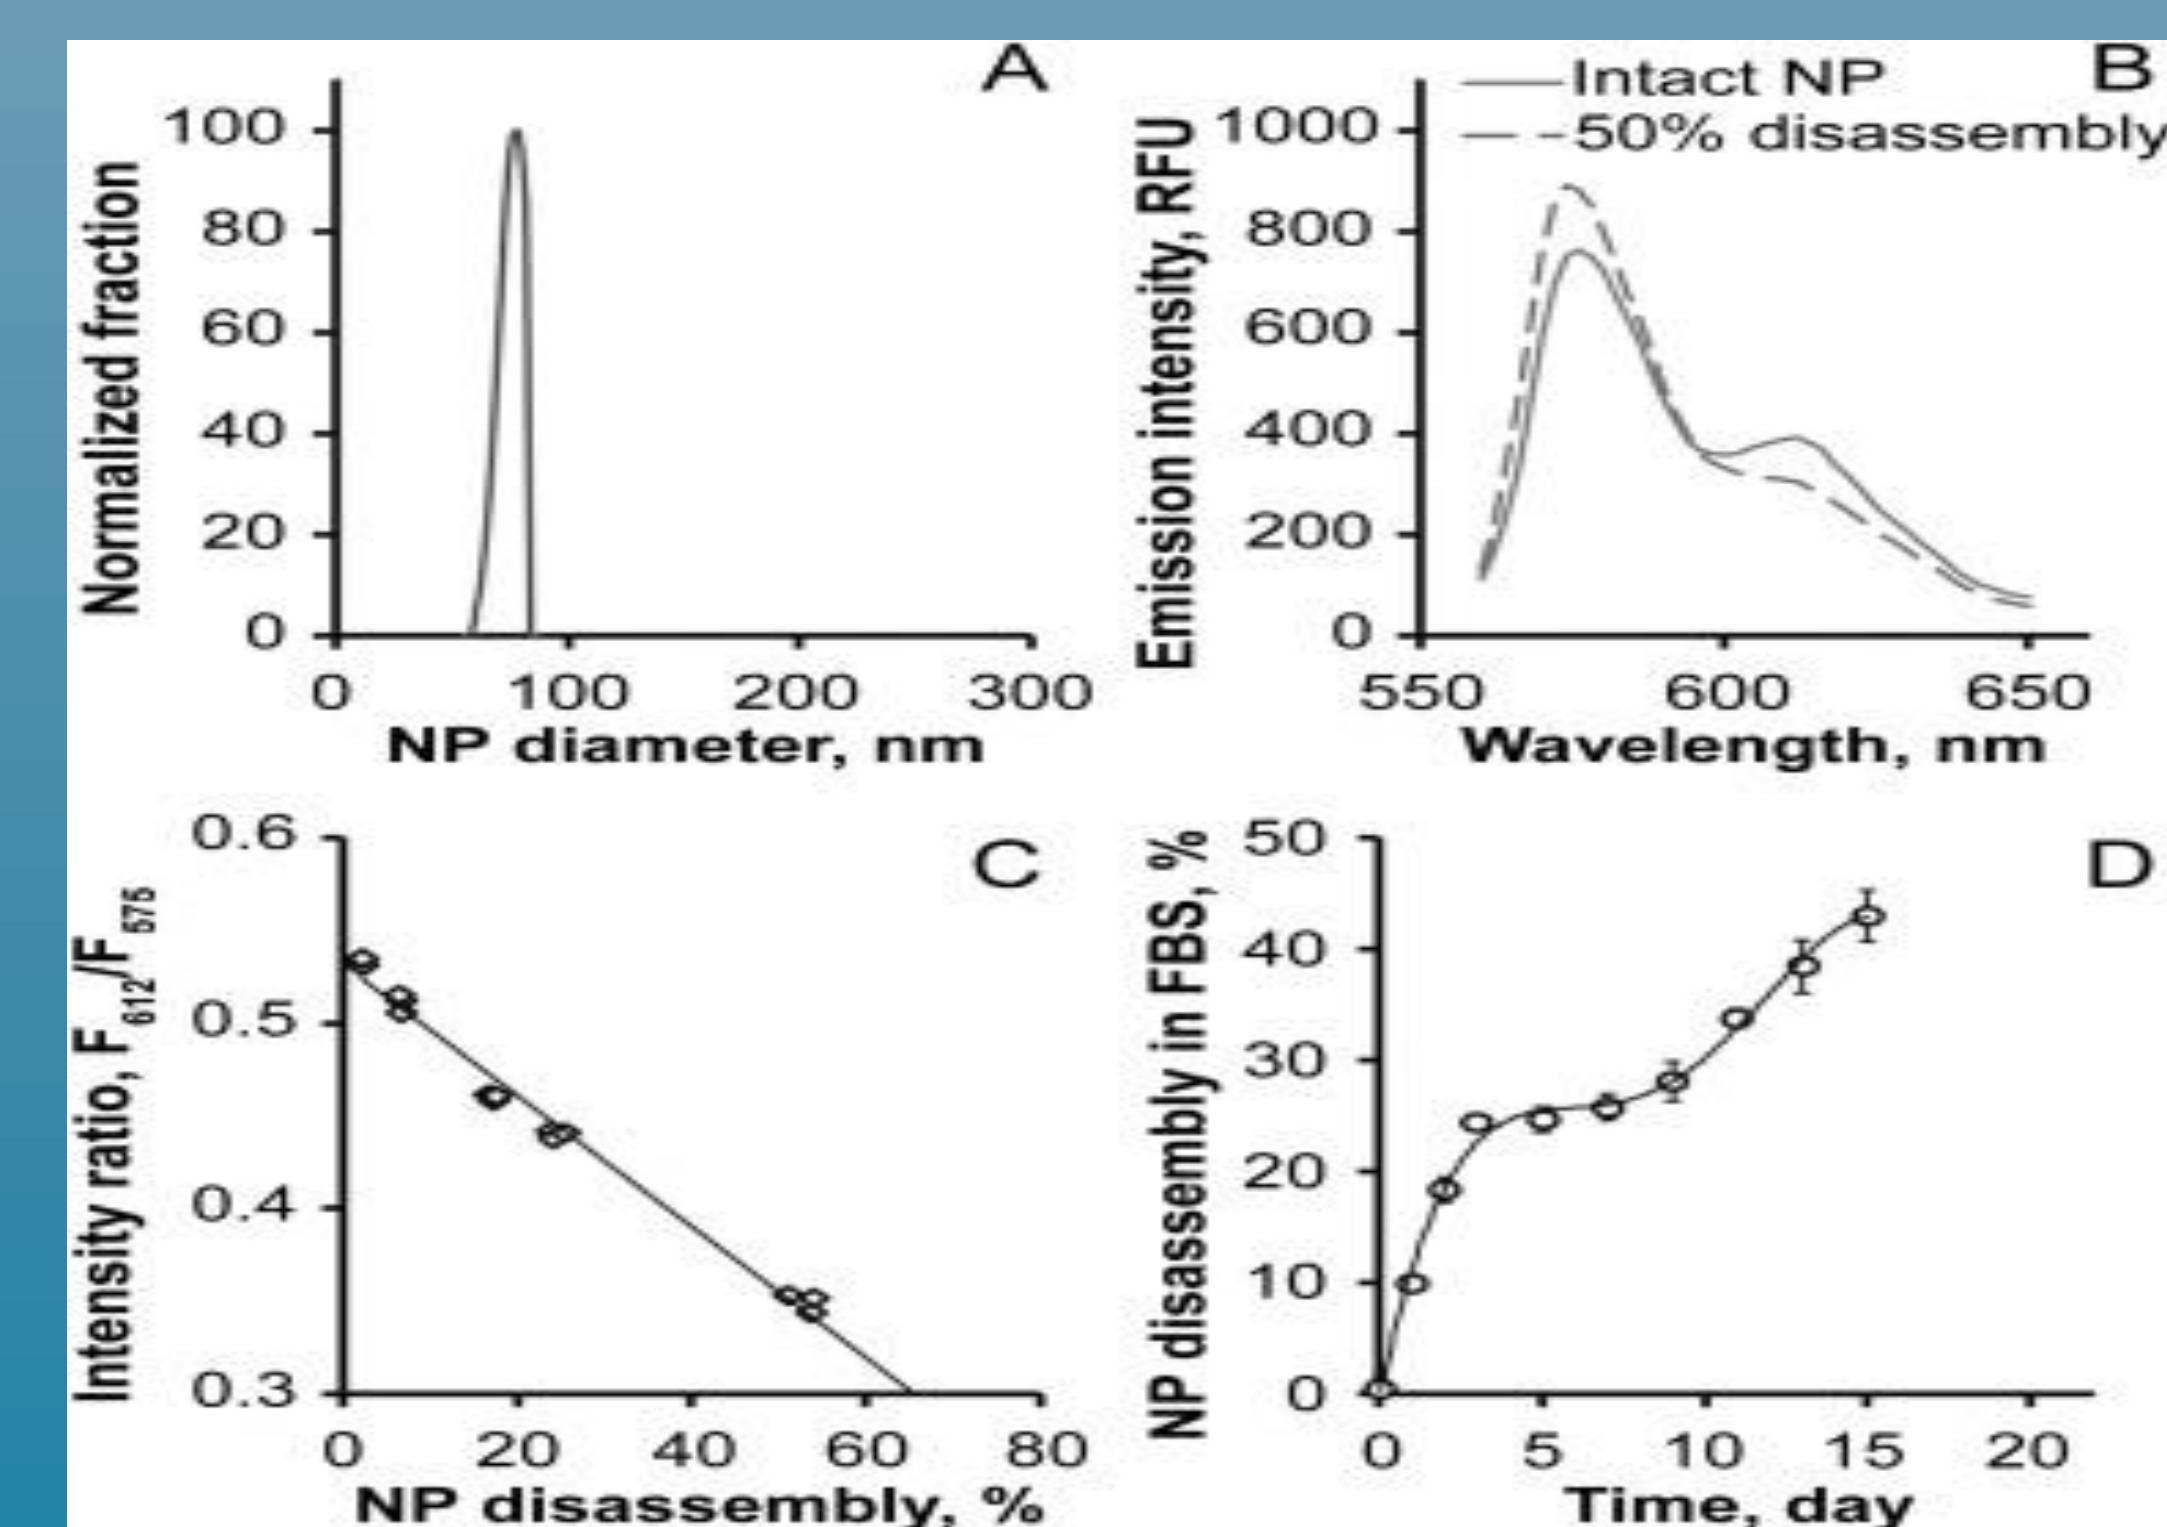 A
Normalized fraction
100
80
60
40
20
0
0 100 200 300
NP diameter, nm
B
Intact NP
50% disassembly
Emission intensity, RFU
1000
800
600
400
200
0
550 600 650
Wavelength, nm
C
Intensity ratio, F612/F575
0.6
0.5
0.4
0.3
0 20 40 60 80
NP disassembly, %
D
NP disassembly in FBS, %
50
40
30
20
10
0
0 5 10 15 20
Time, day